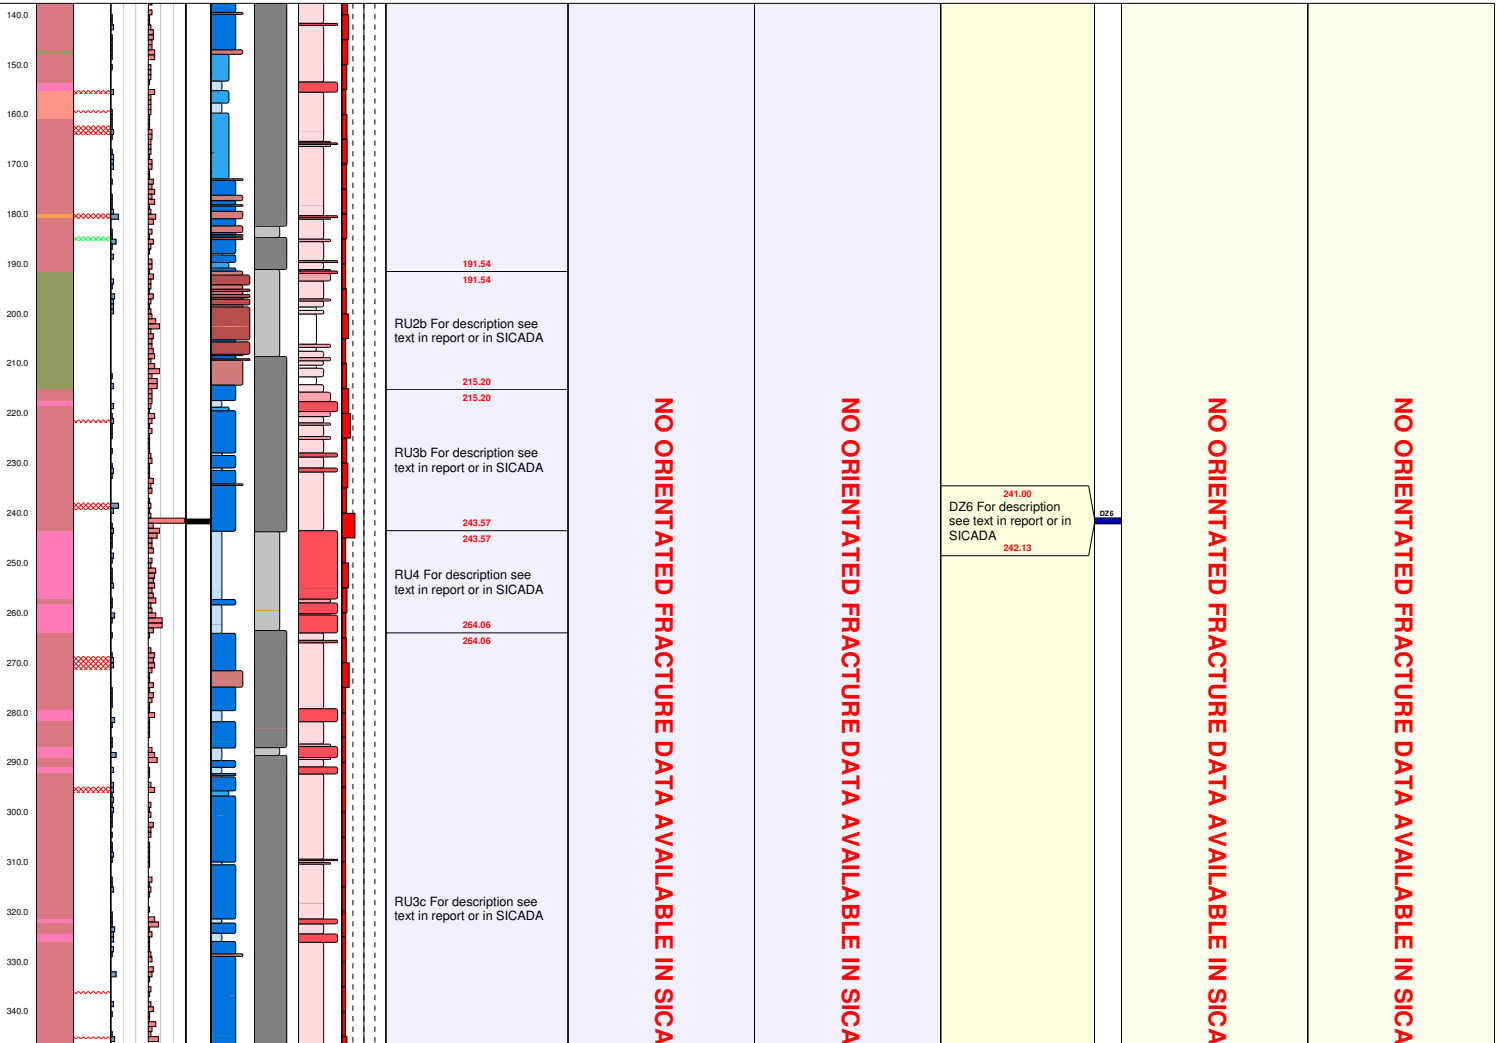 140.0
150.0
160.0
170.0
180.0
190.0
200.0
210.0
220.0
230.0
240.0
250.0
260.0
270.0
280.0
290.0
300.0
310.0
320.0
330.0
340.0
191.54
191.54
RU2b For description see
text in report or in SICADA
215.20
215.20
RU3b For description see
text in report or in SICADA
243.57
243.57
RU4 For description see
text in report or in SICADA
264.06
264.06
RU3c For description see
text in report or in SICADA
NO ORIENTATED FRACTURE DATA AVAILABLE IN SICA
NO ORIENTATED FRACTURE DATA AVAILABLE IN SICA
241.00
DZ6 For description
see text in report or in
SICADA
242.13
DZ6
NO ORIENTATED FRACTURE DATA AVAILABLE IN SICA
NO ORIENTATED FRACTURE DATA AVAILABLE IN SICA